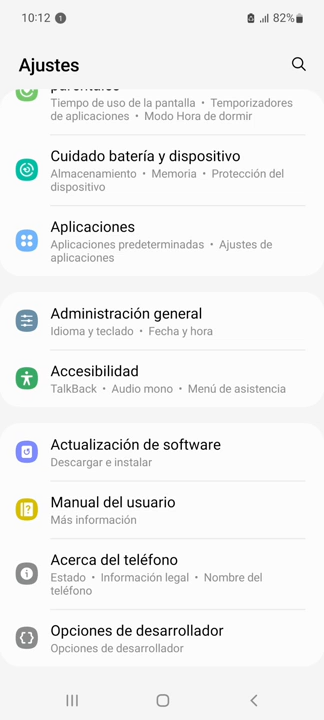 10:12 1 82%
Ajustes
parentales
Tiempo de uso de la pantalla • Temporizadores
de aplicaciones • Modo Hora de dormir
Cuidado batería y dispositivo
Almacenamiento • Memoria • Protección del
dispositivo
Aplicaciones
Aplicaciones predeterminadas • Ajustes de
aplicaciones
Administración general
Idioma y teclado • Fecha y hora
Accesibilidad
TalkBack • Audio mono • Menú de asistencia
Actualización de software
Descargar e instalar
Manual del usuario
Más información
Acerca del teléfono
Estado • Información legal • Nombre del
teléfono
Opciones de desarrollador
Opciones de desarrollador